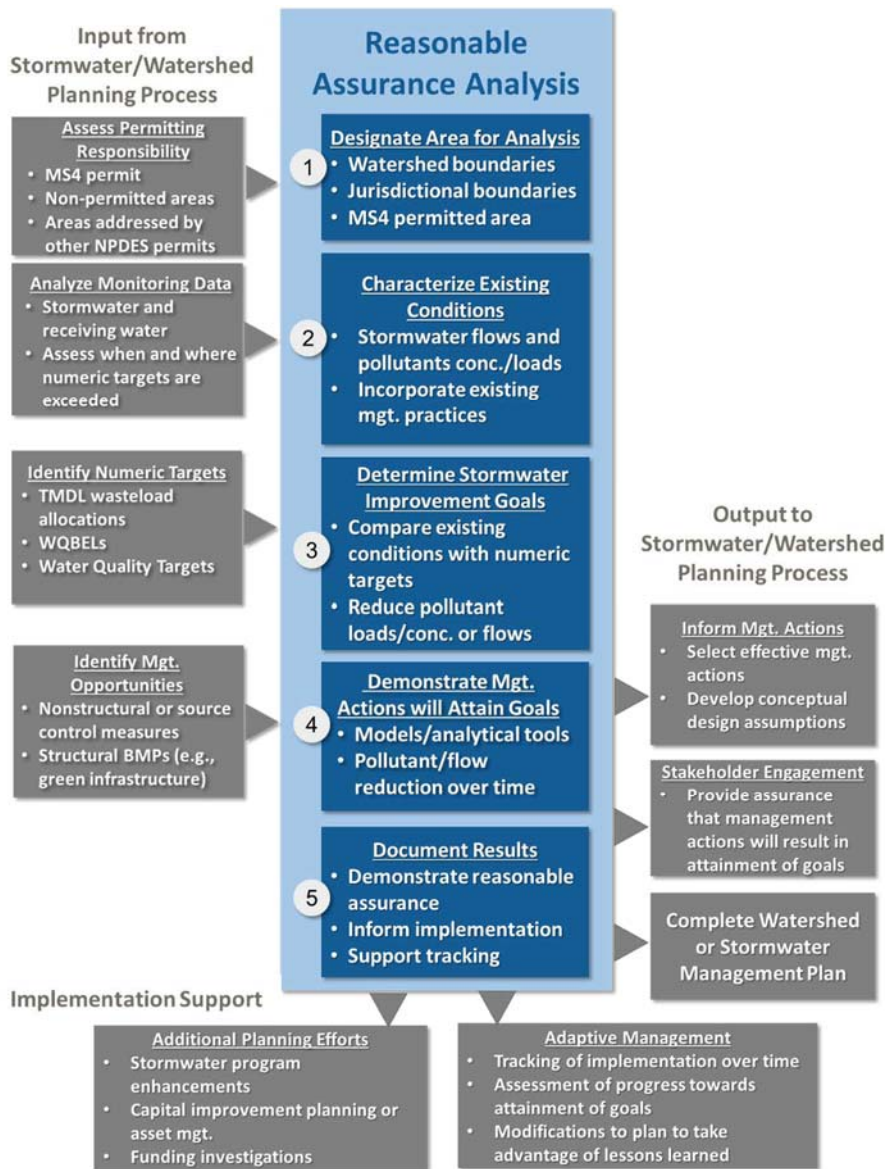 Input from
Stormwater/Watershed
Planning Process
Assess Permitting
Responsibility
• MS4 permit
• Non-permitted areas
• Areas addressed by
other NPDES permits
Analyze Monitoring Data
• Stormwater and
receiving water
• Assess when and where
numeric targets are
exceeded
Identify Numeric Targets
• TMDL wasteload
allocations
• WQBELs
• Water Quality Targets
Identify Mgt.
Opportunities
• Nonstructural or source
control measures
• Structural BMPs (e.g.,
green infrastructure)
Reasonable
Assurance Analysis
1
Designate Area for Analysis
• Watershed boundaries
• Jurisdictional boundaries
• MS4 permitted area
2
Characterize Existing
Conditions
• Stormwater flows and
pollutants conc./loads
• Incorporate existing
mgt. practices
3
Determine Stormwater
Improvement Goals
• Compare existing
conditions with numeric
targets
• Reduce pollutant
loads/conc. or flows
4
Demonstrate Mgt.
Actions will Attain Goals
• Models/analytical tools
• Pollutant/flow
reduction over time
5
Document Results
• Demonstrate reasonable
assurance
• Inform implementation
• Support tracking
Output to
Stormwater/Watershed
Planning Process
Inform Mgt. Actions
• Select effective mgt.
actions
• Develop conceptual
design assumptions
Stakeholder Engagement
• Provide assurance
that management
actions will result in
attainment of goals
Complete Watershed
or Stormwater
Management Plan
Implementation Support
Additional Planning Efforts
• Stormwater program
enhancements
• Capital improvement planning or
asset mgt.
• Funding investigations
Adaptive Management
• Tracking of implementation over time
• Assessment of progress towards
attainment of goals
• Modifications to plan to take
advantage of lessons learned